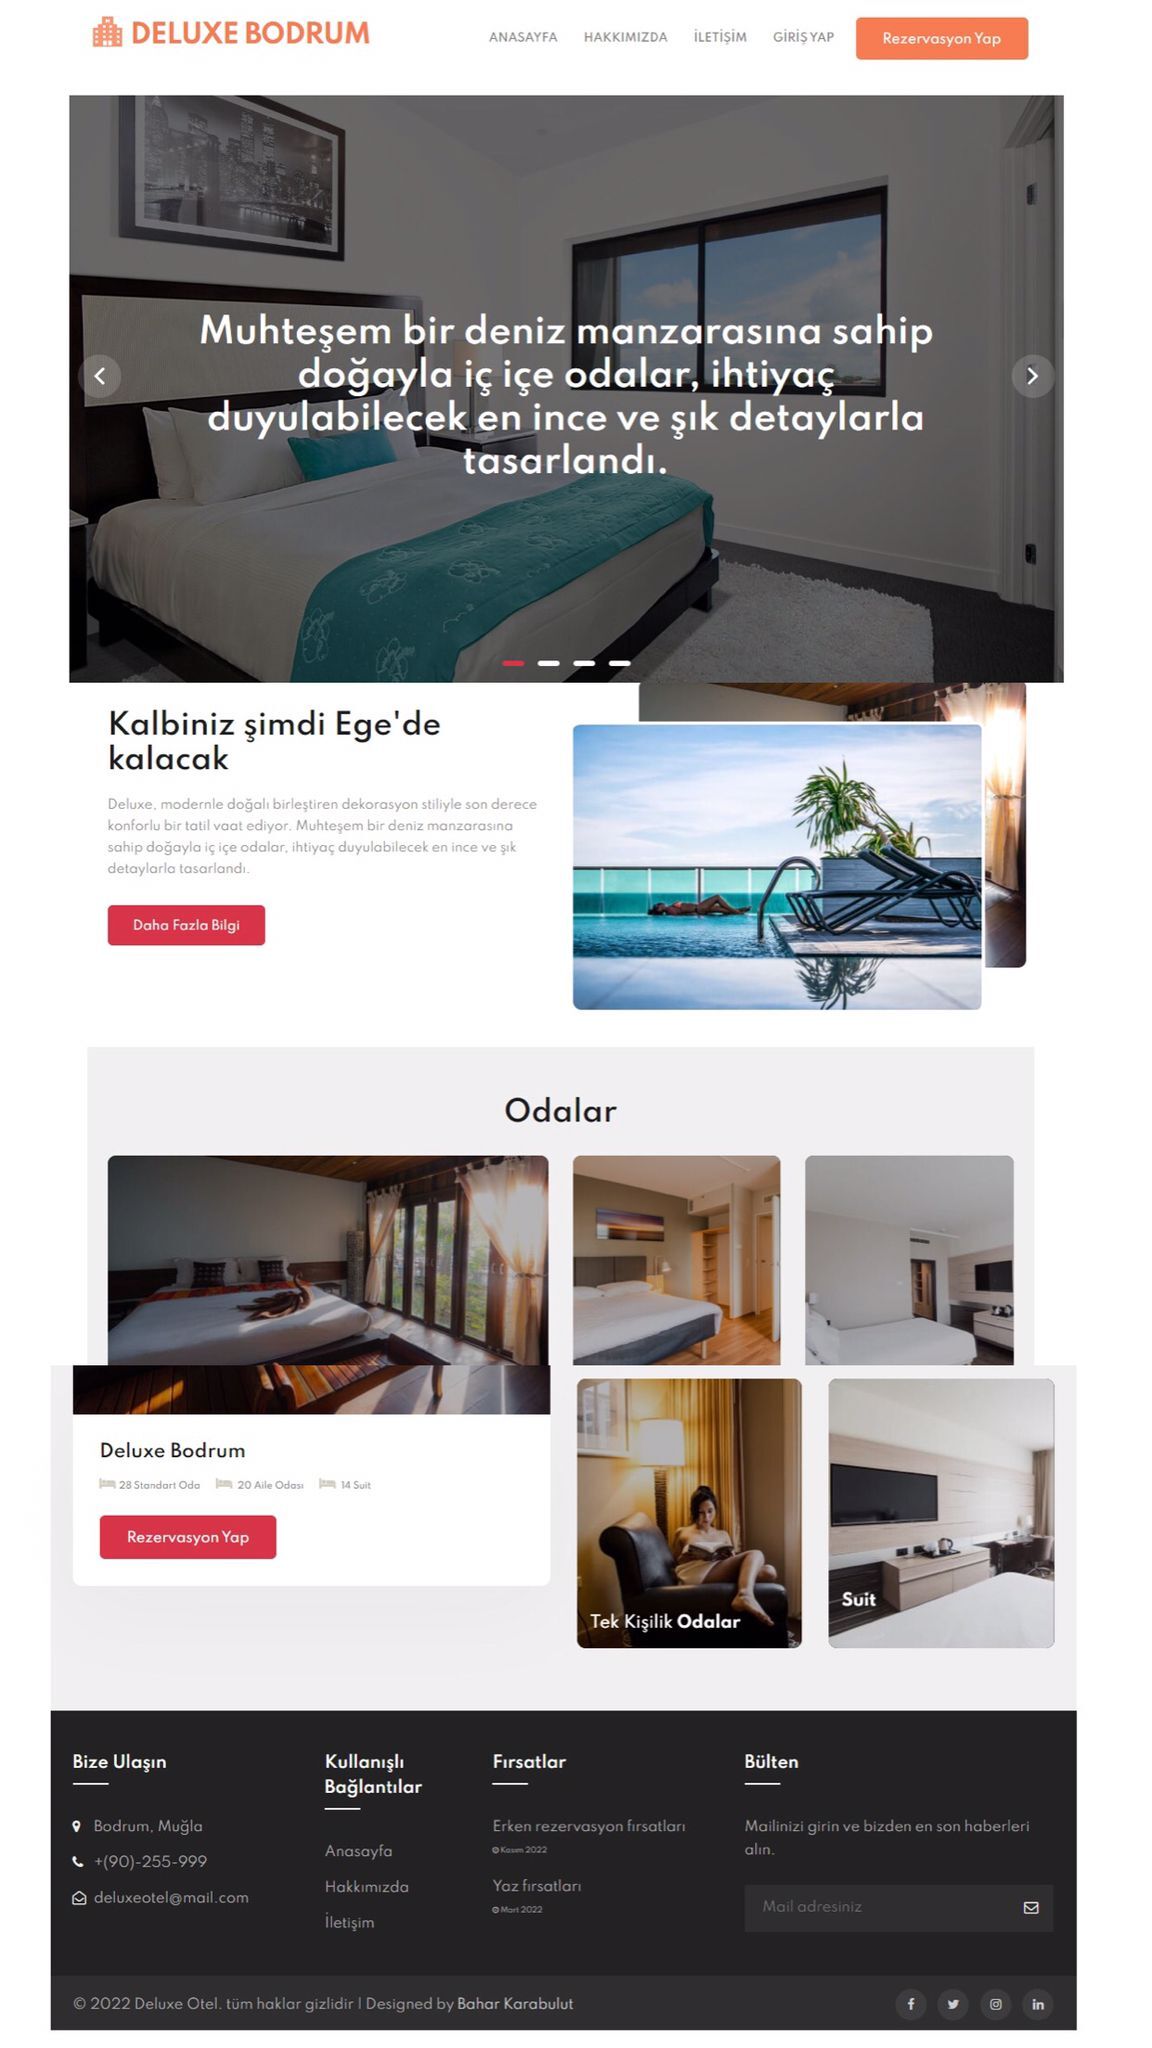 DELUXE BODRUM
ANASAYFA
HAKKIMIZDA
İLETİŞİM
GİRİŞ YAP
Rezervasyon Yap
Muhteşem bir deniz manzarasına sahip
doğayla iç içe odalar, ihtiyaç
duyulabilecek en ince ve şık detaylarla
tasarlandı.
Kalbiniz şimdi Ege'de
kalacak
Deluxe, modernle doğalı birleştiren dekorasyon stiliyle son derece
konforlu bir tatil vaat ediyor. Muhteşem bir deniz manzarasına
sahip doğayla iç içe odalar, ihtiyaç duyulabilecek en ince ve şık
detaylarla tasarlandı.
Daha Fazla Bilgi
Odalar
Deluxe Bodrum
28 Standart Oda
20 Aile Odası
14 Suit
Rezervasyon Yap
Tek Kişilik Odalar
Suit
Bize Ulaşın
Bodrum, Muğla
+(90)-255-999
deluxeotel@mail.com
Kullanışlı
Bağlantılar
Anasayfa
Hakkımızda
İletişim
Fırsatlar
Erken rezervasyon fırsatları
Kasım 2022
Yaz fırsatları
Mart 2022
Bülten
Mailinizi girin ve bizden en son haberleri
alın.
Mail adresiniz
© 2022 Deluxe Otel. tüm haklar gizlidir | Designed by Bahar Karabulut